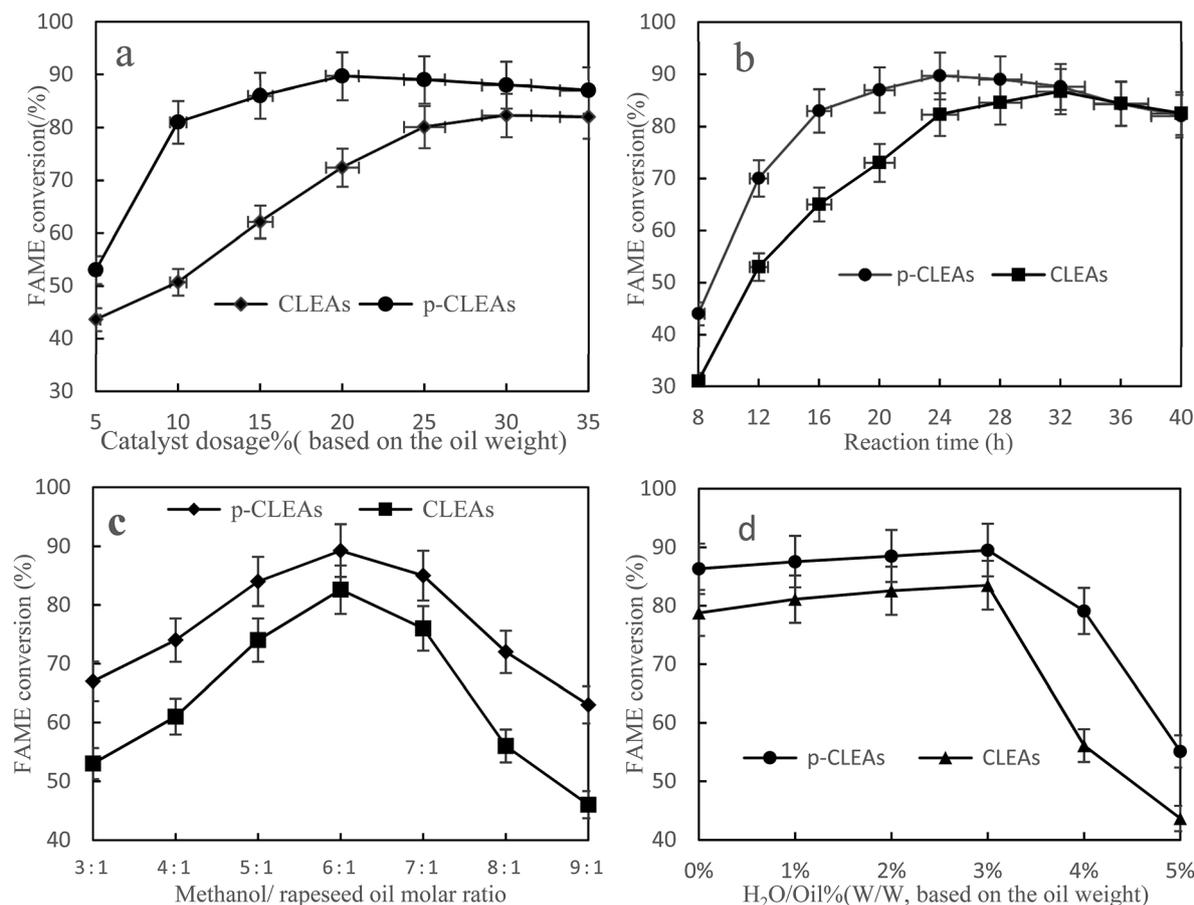 a
FAME conversion(/%)
100
90
80
70
60
50
40
30
CLEAs p-CLEAs
5 10 15 20 25 30 35
Catalyst dosage%( based on the oil weight)
b
FAME conversion(%)
100
90
80
70
60
50
40
30
p-CLEAs CLEAs
8 12 16 20 24 28 32 36 40
Reaction time (h)
c
FAME conversion (%)
100
90
80
70
60
50
40
p-CLEAs CLEAs
3:1 4:1 5:1 6:1 7:1 8:1 9:1
Methanol/ rapeseed oil molar ratio
d
FAME conversion (%)
100
90
80
70
60
50
40
p-CLEAs CLEAs
0% 1% 2% 3% 4% 5%
H₂O/Oil%(W/W, based on the oil weight)